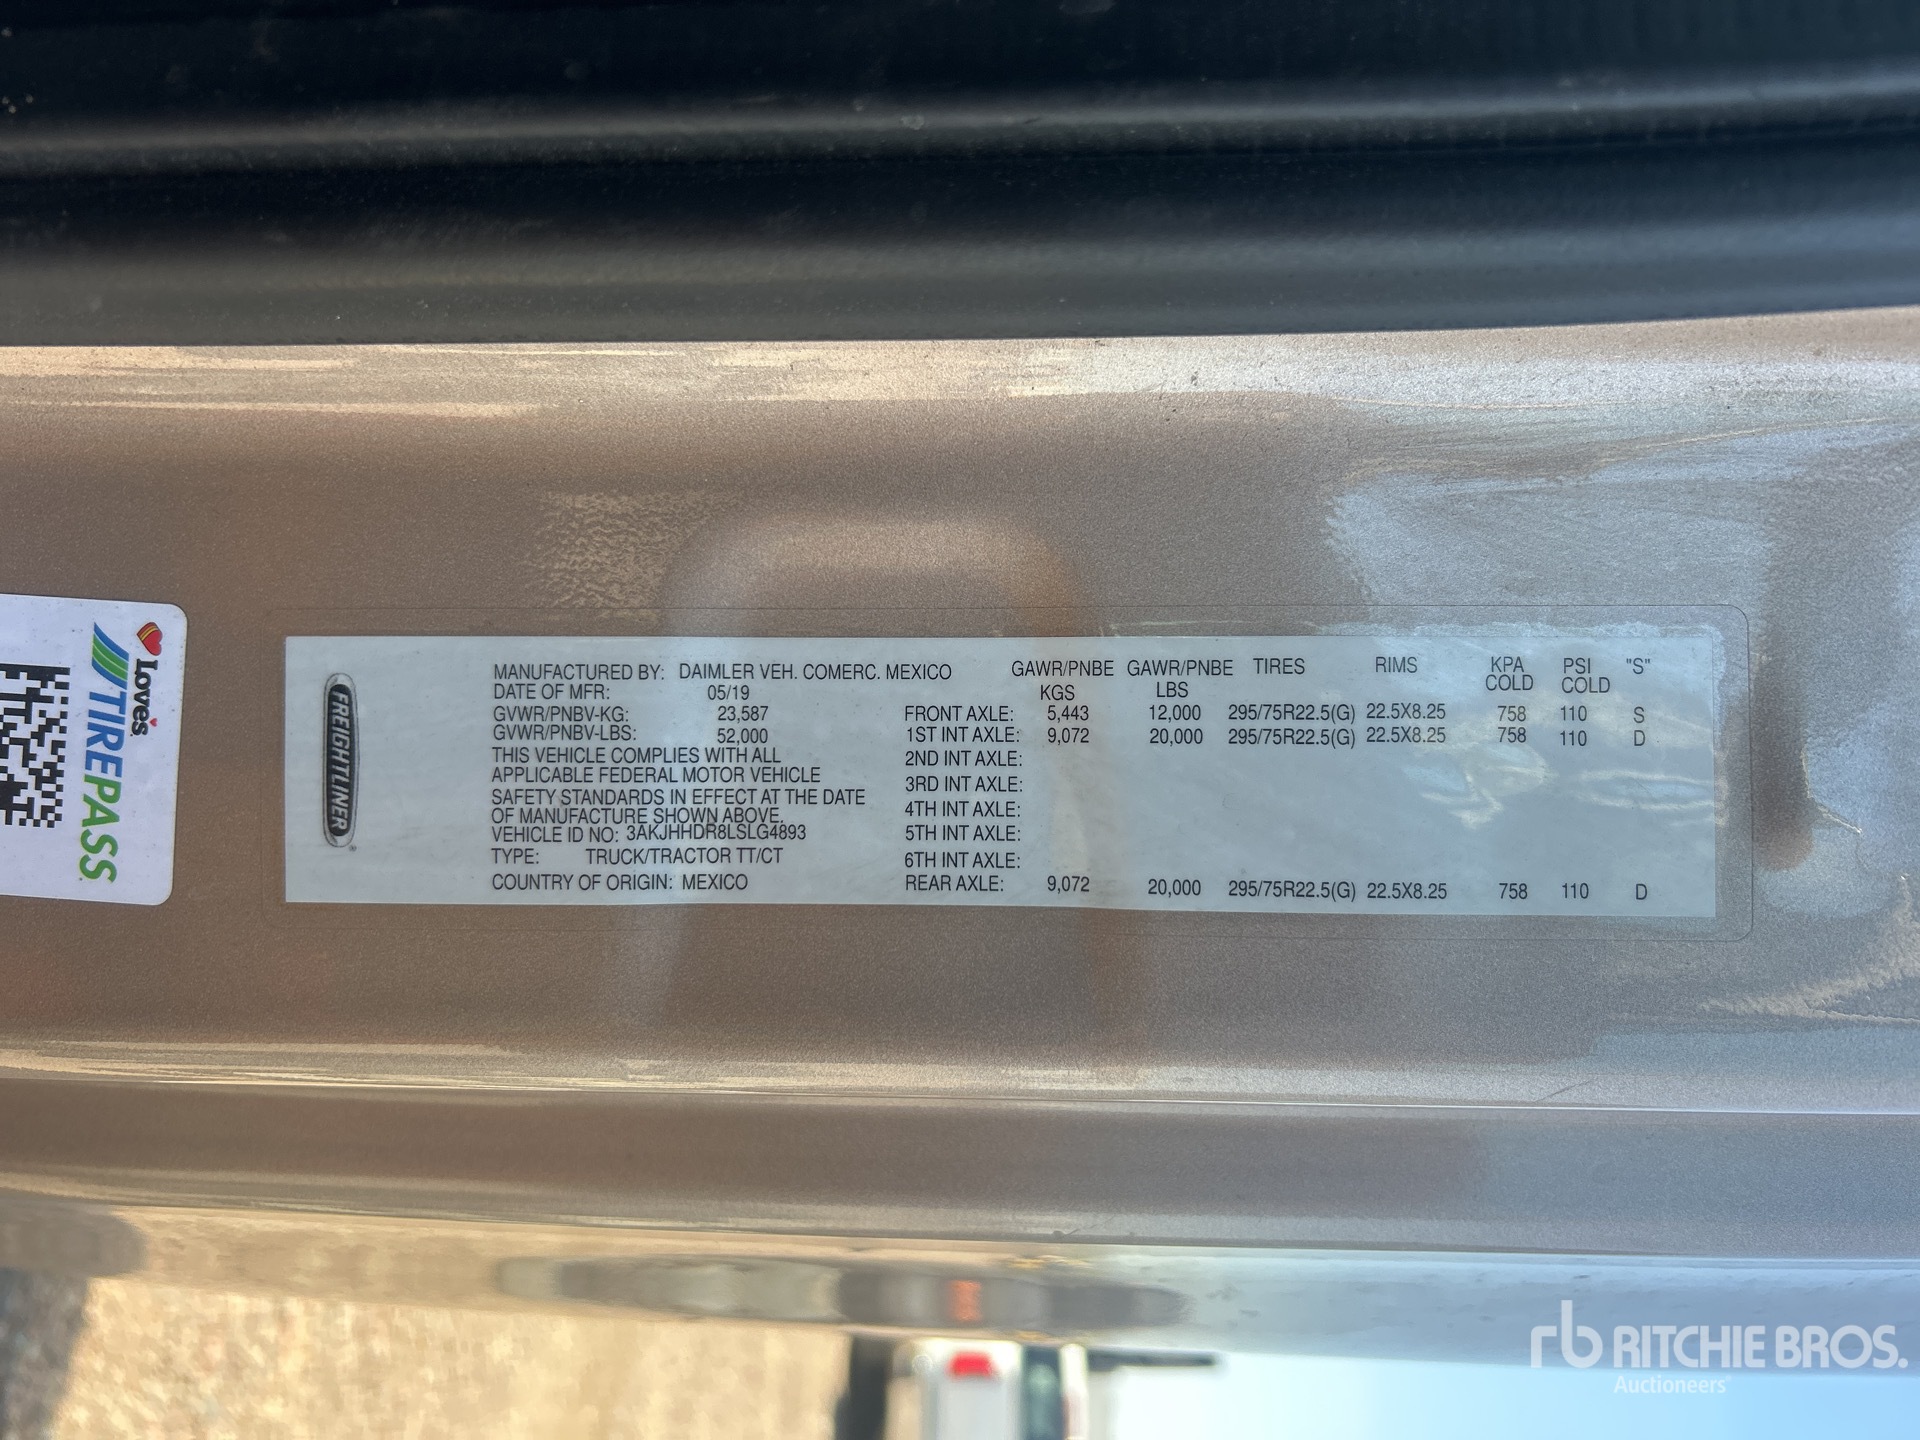 Love's
TIREPASS
FREIGHTLINER
MANUFACTURED BY: DAIMLER VEH. COMERC. MEXICO
DATE OF MFR: 05/19
GVWR/PNBV-KG: 23,587
GVWR/PNBV-LBS: 52,000
THIS VEHICLE COMPLIES WITH ALL
APPLICABLE FEDERAL MOTOR VEHICLE
SAFETY STANDARDS IN EFFECT AT THE DATE
OF MANUFACTURE SHOWN ABOVE.
VEHICLE ID NO: 3AKJHHDR8LSLG4893
TYPE: TRUCK/TRACTOR TT/CT
COUNTRY OF ORIGIN: MEXICO
GAWR/PNBE GAWR/PNBE TIRES RIMS KPA PSI "S"
KGS LBS COLD COLD
FRONT AXLE: 5,443 12,000 295/75R22.5(G) 22.5X8.25 758 110 S
1ST INT AXLE: 9,072 20,000 295/75R22.5(G) 22.5X8.25 758 110 D
2ND INT AXLE:
3RD INT AXLE:
4TH INT AXLE:
5TH INT AXLE:
6TH INT AXLE:
REAR AXLE: 9,072 20,000 295/75R22.5(G) 22.5X8.25 758 110 D
rb RITCHIE BROS.
Auctioneers